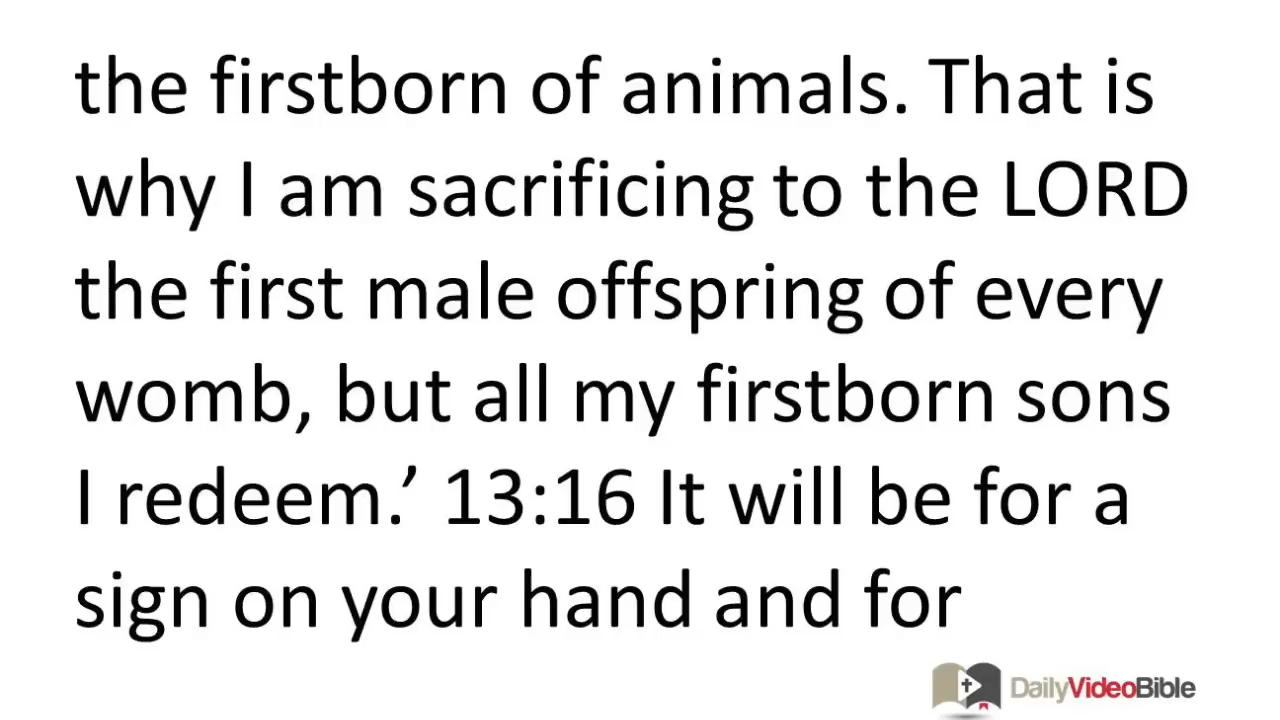 the firstborn of animals. That is
why I am sacrificing to the LORD
the first male offspring of every
womb, but all my firstborn sons
I redeem.’ 13:16 It will be for a
sign on your hand and for
DailyVideoBible